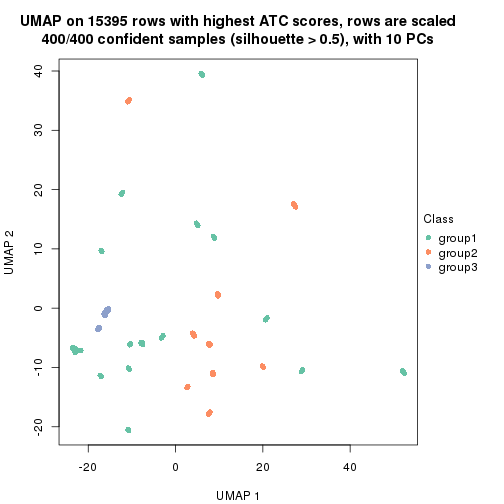 UMAP on 15395 rows with highest ATC scores, rows are scaled
400/400 confident samples (silhouette > 0.5), with 10 PCs
40
30
20
10
0
-10
-20
UMAP 2
-20
0
20
40
UMAP 1
Class
group1
group2
group3